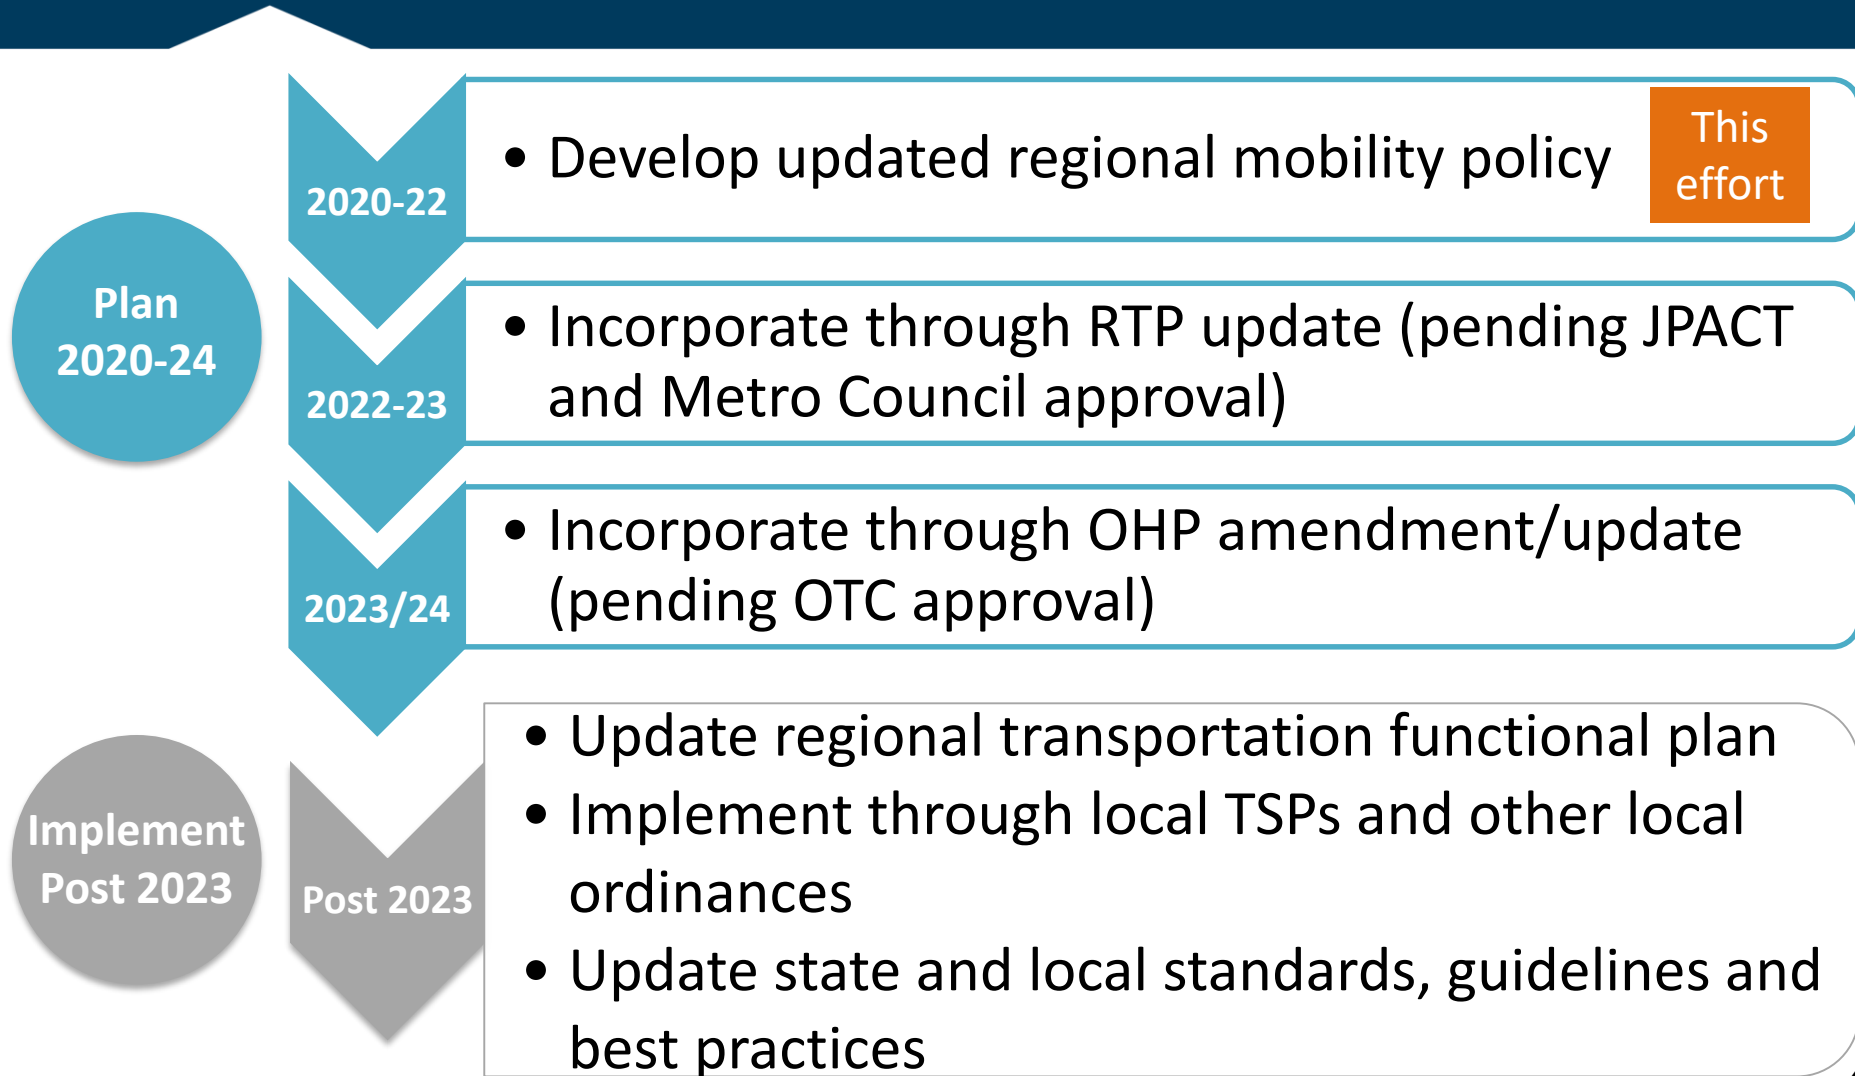 Plan
2020-24
2020-22
• Develop updated regional mobility policy
This
effort
2022-23
• Incorporate through RTP update (pending JPACT
and Metro Council approval)
2023/24
• Incorporate through OHP amendment/update
(pending OTC approval)
Implement
Post 2023
Post 2023
• Update regional transportation functional plan
• Implement through local TSPs and other local
ordinances
• Update state and local standards, guidelines and
best practices